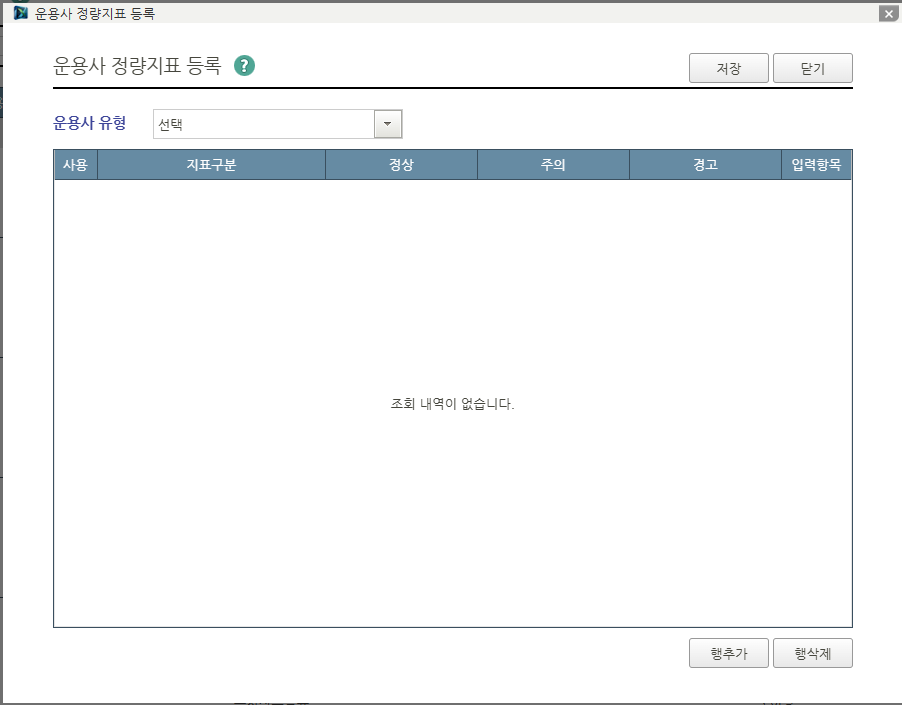 운용사 정량지표 등록
운용사 정량지표 등록 ?
저장 닫기
운용사 유형 선택
사용 지표구분 정상 주의 경고 입력항목
조회 내역이 없습니다.
행추가 행삭제